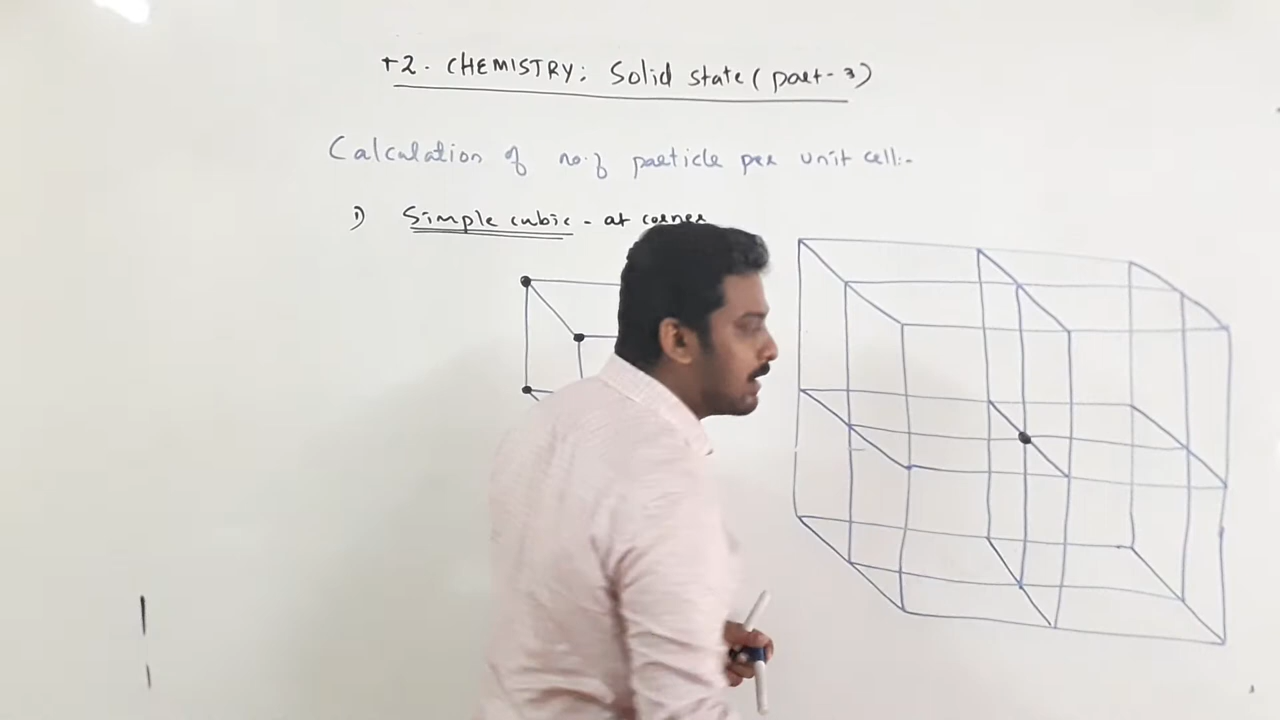 +2. CHEMISTRY: Solid state (part-3)
Calculation of no. of particle per unit cell:-
1) Simple cubic - at corner